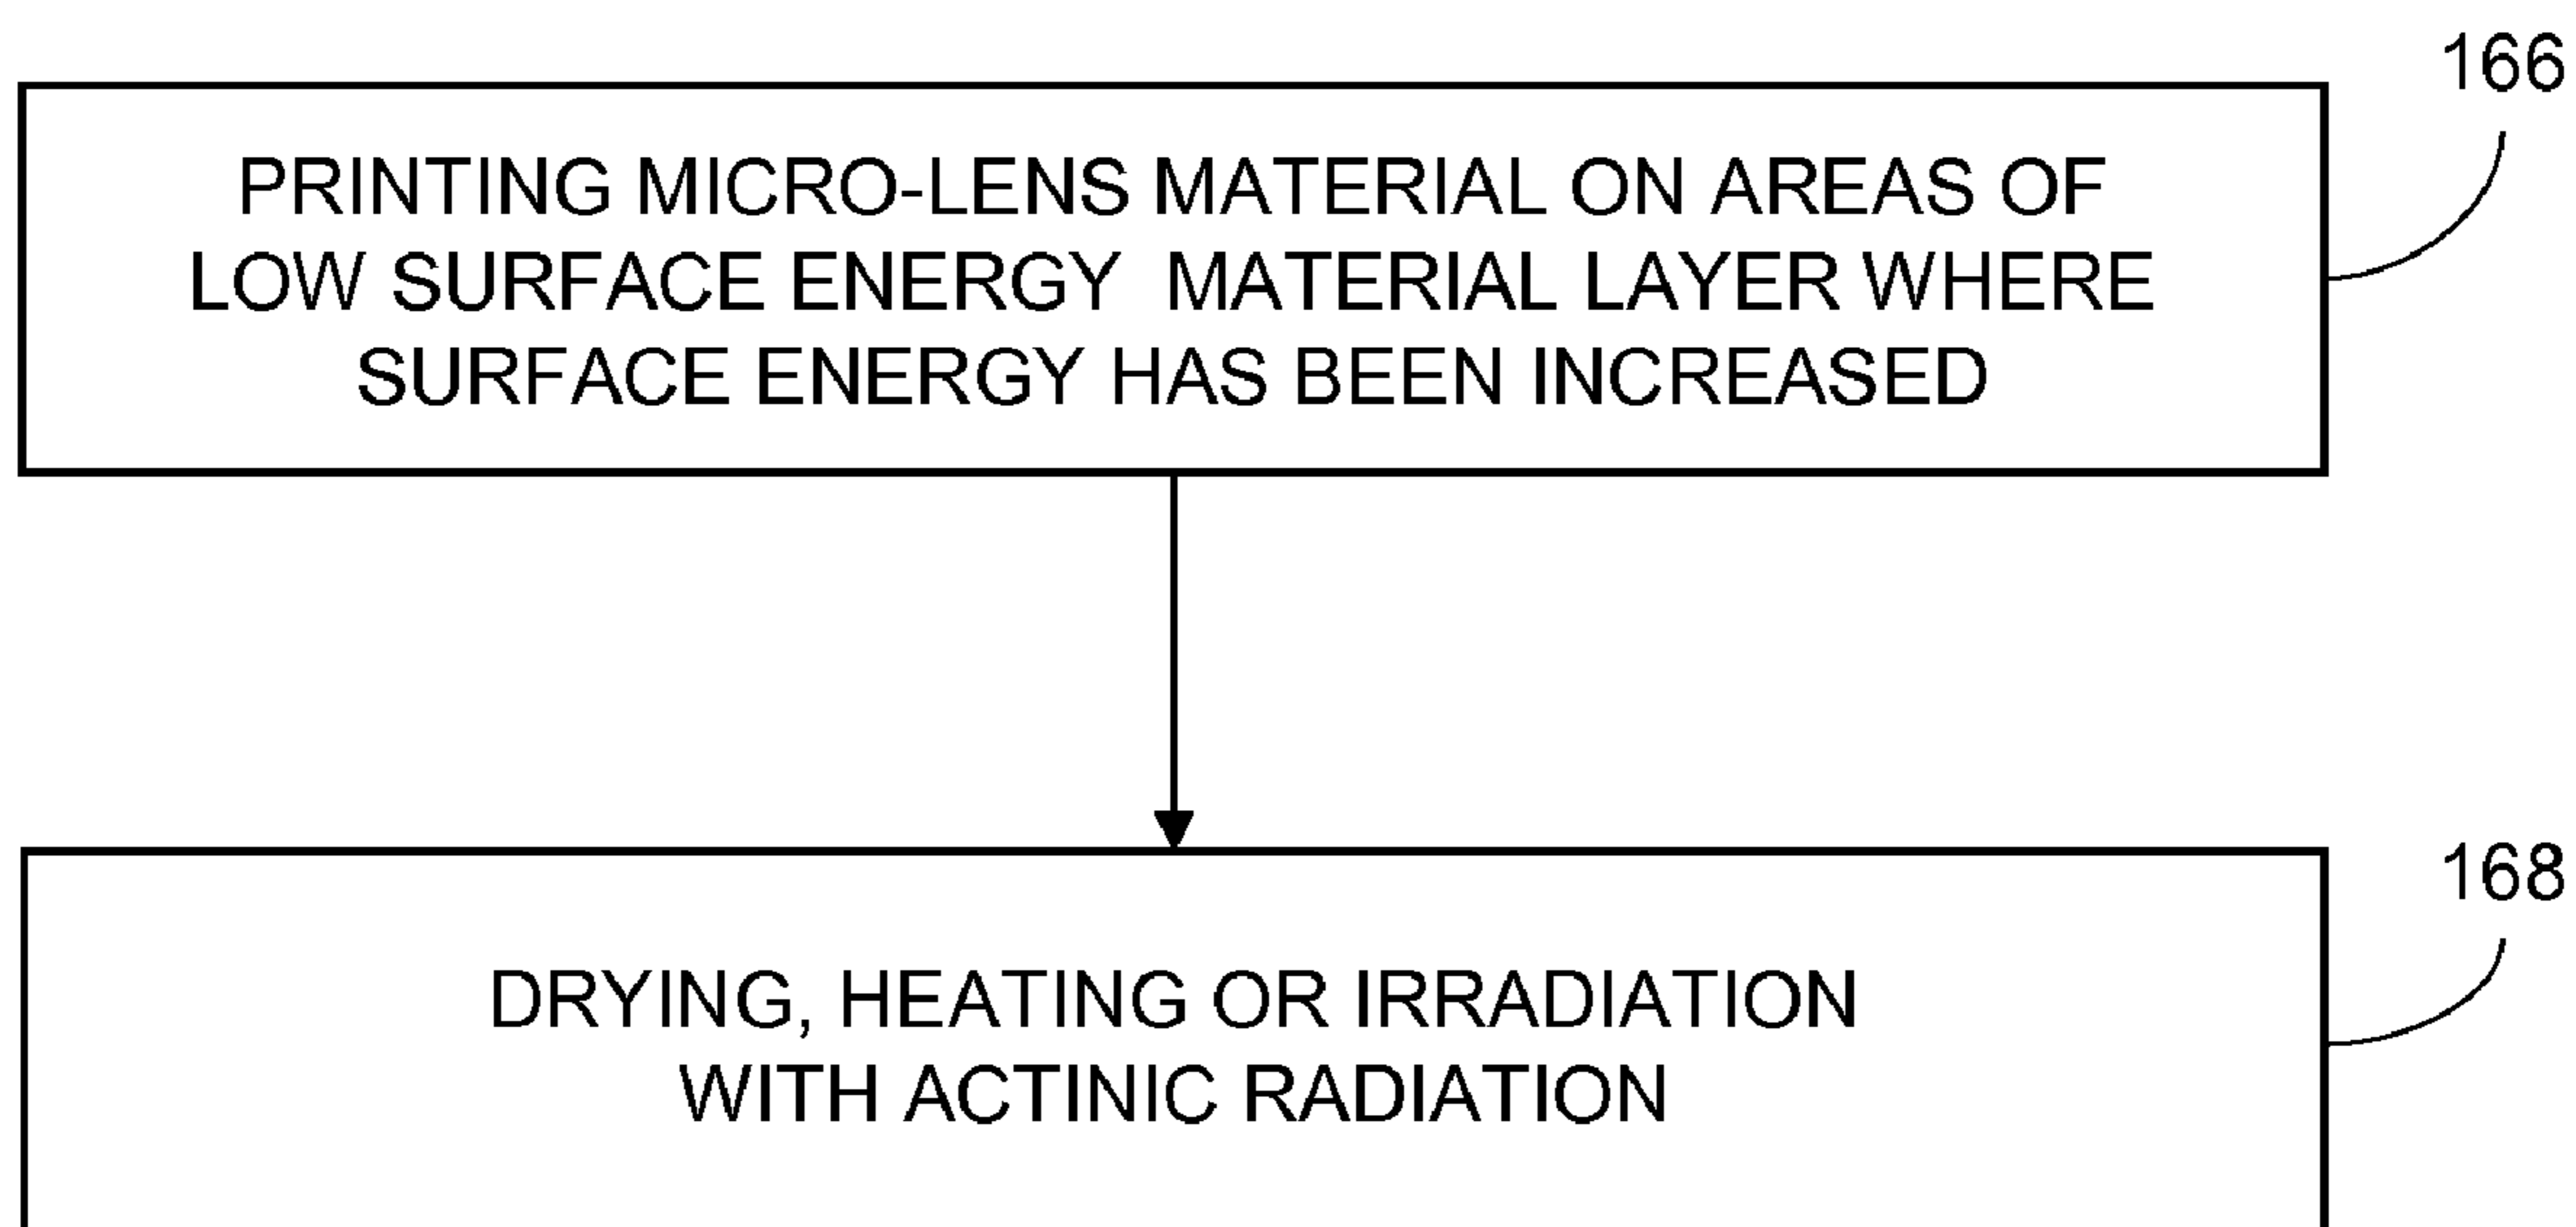 166
PRINTING MICRO-LENS MATERIAL ON AREAS OF
LOW SURFACE ENERGY  MATERIAL LAYER WHERE
SURFACE ENERGY HAS BEEN INCREASED
168
DRYING, HEATING OR IRRADIATION
WITH ACTINIC RADIATION